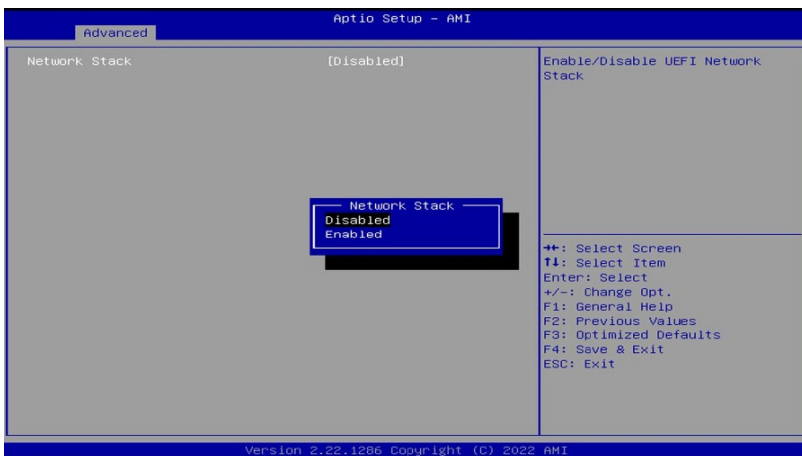 Aptio Setup – AMI
Advanced
Network Stack [Disabled]
Enable/Disable UEFI Network
Stack
Network Stack
Disabled
Enabled
→←: Select Screen
↑↓: Select Item
Enter: Select
+/-: Change Opt.
F1: General Help
F2: Previous Values
F3: Optimized Defaults
F4: Save & Exit
ESC: Exit
Version 2.22.1286 Copyright (C) 2022 AMI